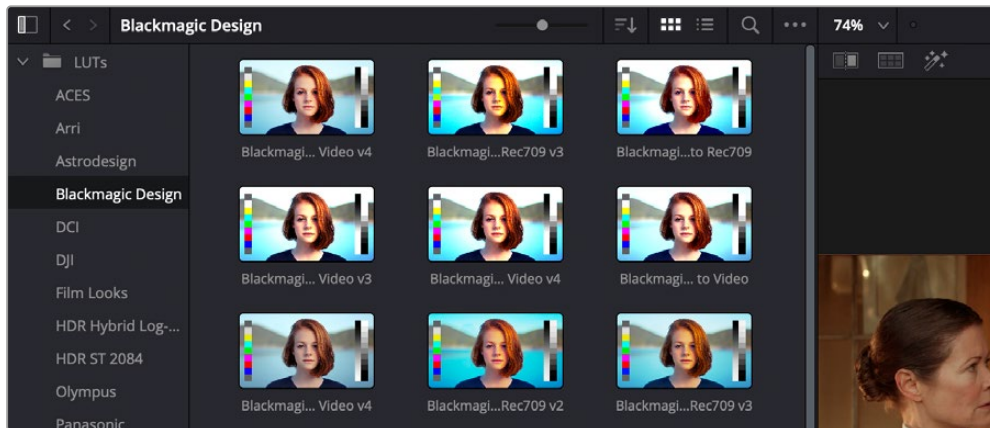 Blackmagic Design
74%
LUTs
ACES
Arri
Astrodesign
Blackmagic Design
DCI
DJI
Film Looks
HDR Hybrid Log-...
HDR ST 2084
Olympus
Panasonic
Blackmagi... Video v4
Blackmagi...Rec709 v3
Blackmagi...to Rec709
Blackmagi... Video v3
Blackmagi... Video v4
Blackmagi... to Video
Blackmagi... Video v4
Blackmagi...Rec709 v2
Blackmagi...Rec709 v3